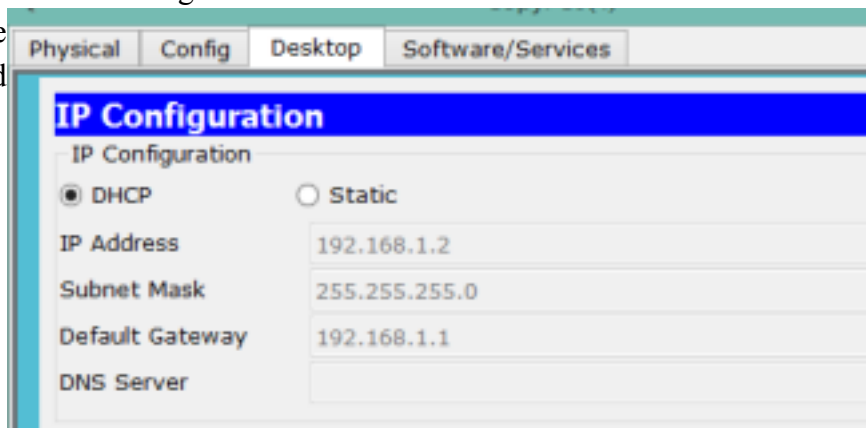 Physical Config Desktop Software/Services
IP Configuration
IP Configuration
DHCP Static
IP Address 192.168.1.2
Subnet Mask 255.255.255.0
Default Gateway 192.168.1.1
DNS Server